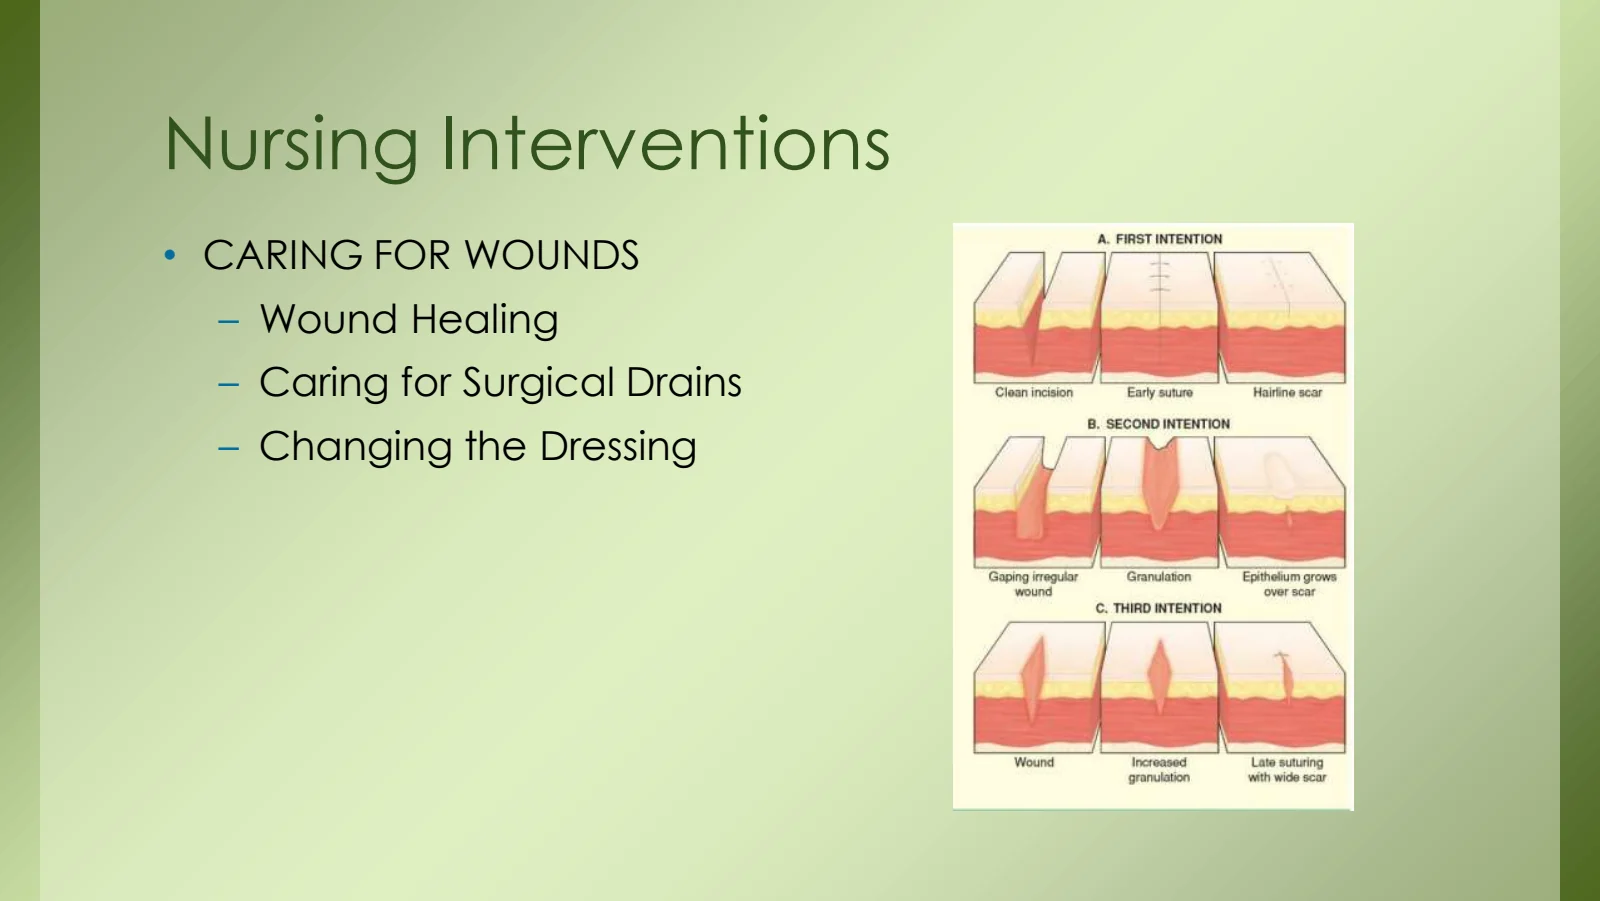 Nursing Interventions
• CARING FOR WOUNDS
– Wound Healing
– Caring for Surgical Drains
– Changing the Dressing
A. FIRST INTENTION
Clean incision
Early suture
Hairline scar
B. SECOND INTENTION
Gaping irregular
wound
Granulation
Epithelium grows
over scar
C. THIRD INTENTION
Wound
Increased
granulation
Late suturing
with wide scar